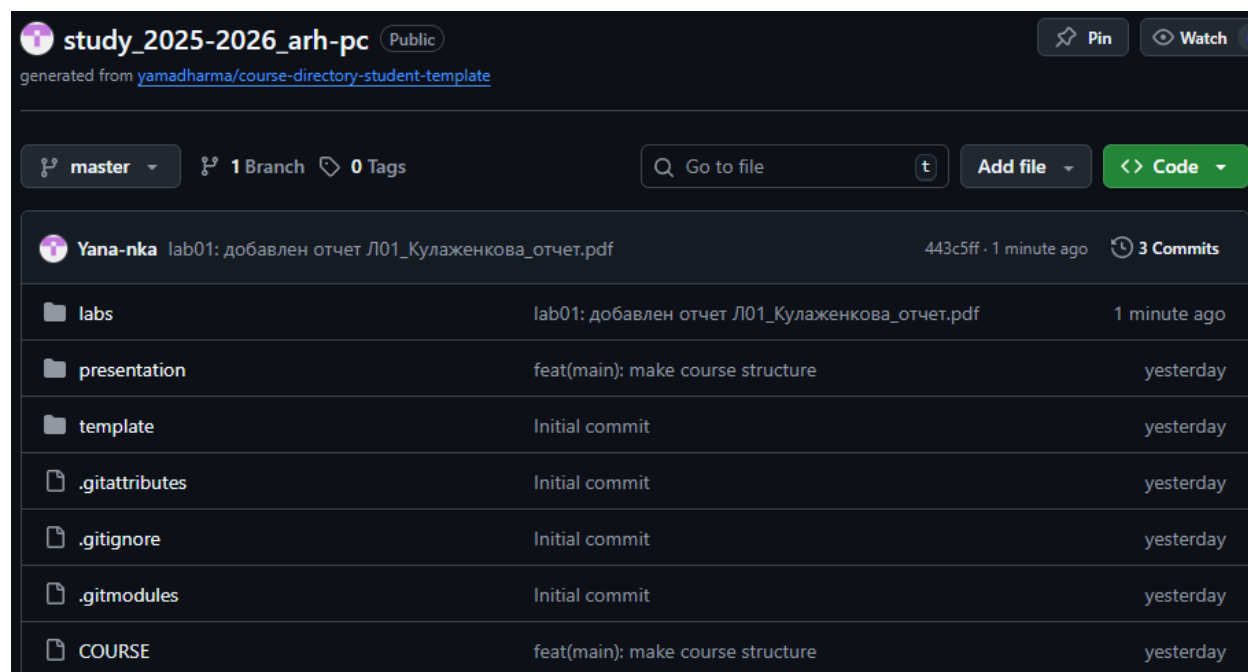 study_2025-2026_arh-pc Public Pin Watch
generated from yamadharma/course-directory-student-template
master 1 Branch 0 Tags Go to file t Add file Code
Yana-nka lab01: добавлен отчет Л01_Кулаженкова_отчет.pdf 443c5ff · 1 minute ago 3 Commits
labs lab01: добавлен отчет Л01_Кулаженкова_отчет.pdf 1 minute ago
presentation feat(main): make course structure yesterday
template Initial commit yesterday
.gitattributes Initial commit yesterday
.gitignore Initial commit yesterday
.gitmodules Initial commit yesterday
COURSE feat(main): make course structure yesterday